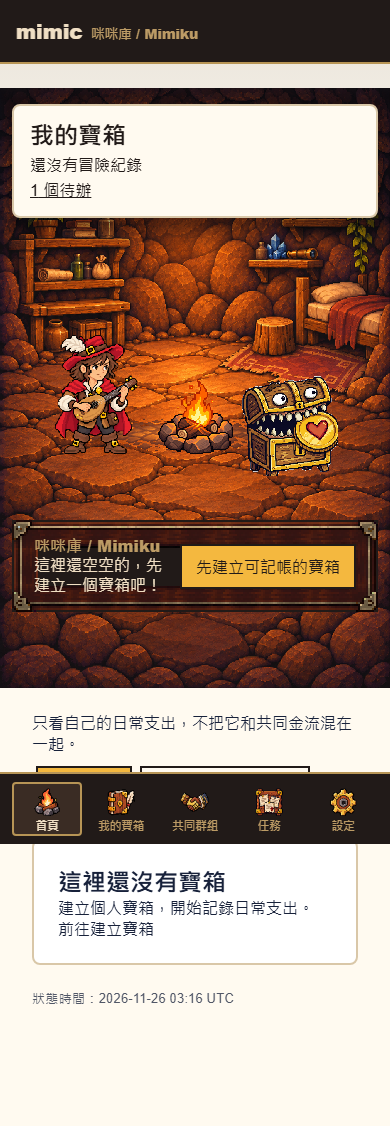 mimic 咪咪庫 / Mimiku
我的寶箱
還沒有冒險紀錄
1 個待辦
咪咪庫 / Mimiku
這裡還空空的，先
建立一個寶箱吧！
先建立可記帳的寶箱
只看自己的日常支出，不把它和共同金流混在
一起。
首頁
我的寶箱
共同群組
任務
設定
這裡還沒有寶箱
建立個人寶箱，開始記錄日常支出。
前往建立寶箱
狀態時間：2026-11-26 03:16 UTC